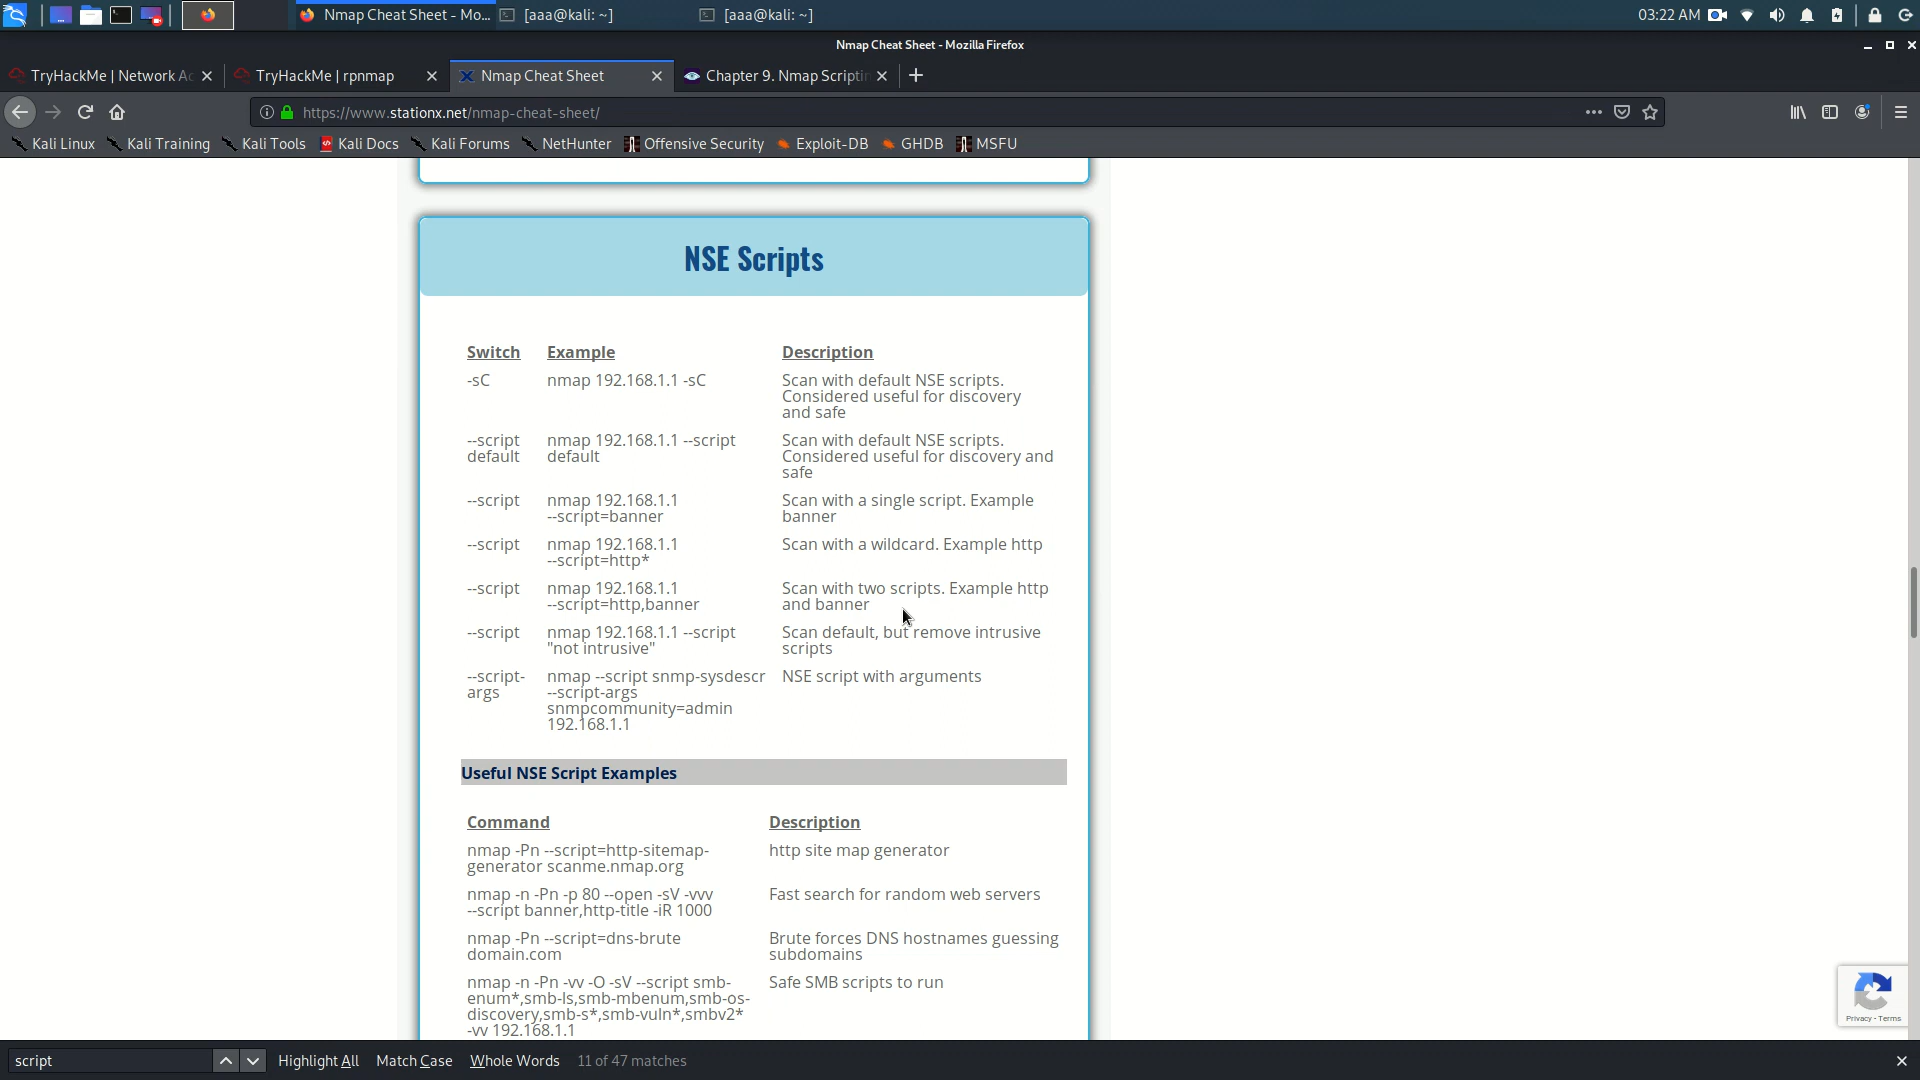 Nmap Cheat Sheet - Mo...
[aaa@kali: ~]
[aaa@kali: ~]
03:22 AM
Nmap Cheat Sheet - Mozilla Firefox
TryHackMe | Network Ac
TryHackMe | rpnmap
Nmap Cheat Sheet
Chapter 9. Nmap Scriptin
https://www.stationx.net/nmap-cheat-sheet/
Kali Linux
Kali Training
Kali Tools
Kali Docs
Kali Forums
NetHunter
Offensive Security
Exploit-DB
GHDB
MSFU
NSE Scripts
Switch Example Description
-sC nmap 192.168.1.1 -sC Scan with default NSE scripts.
Considered useful for discovery
and safe
--script nmap 192.168.1.1 --script Scan with default NSE scripts.
default default Considered useful for discovery and
safe
--script nmap 192.168.1.1 Scan with a single script. Example
--script=banner banner
--script nmap 192.168.1.1 Scan with a wildcard. Example http
--script=http*
--script nmap 192.168.1.1 Scan with two scripts. Example http
--script=http,banner and banner
--script nmap 192.168.1.1 --script Scan default, but remove intrusive
"not intrusive" scripts
--script- nmap --script snmp-sysdescr NSE script with arguments
args --script-args
snmpcommunity=admin
192.168.1.1
Useful NSE Script Examples
Command Description
nmap -Pn --script=http-sitemap- http site map generator
generator scanme.nmap.org
nmap -n -Pn -p 80 --open -sV -vvv Fast search for random web servers
--script banner,http-title -iR 1000
nmap -Pn --script=dns-brute Brute forces DNS hostnames guessing
domain.com subdomains
nmap -n -Pn -vv -O -sV --script smb- Safe SMB scripts to run
enum*,smb-ls,smb-mbenum,smb-os-
discovery,smb-s*,smb-vuln*,smbv2*
-vv 192.168.1.1
Privacy - Terms
script
Highlight All
Match Case
Whole Words
11 of 47 matches